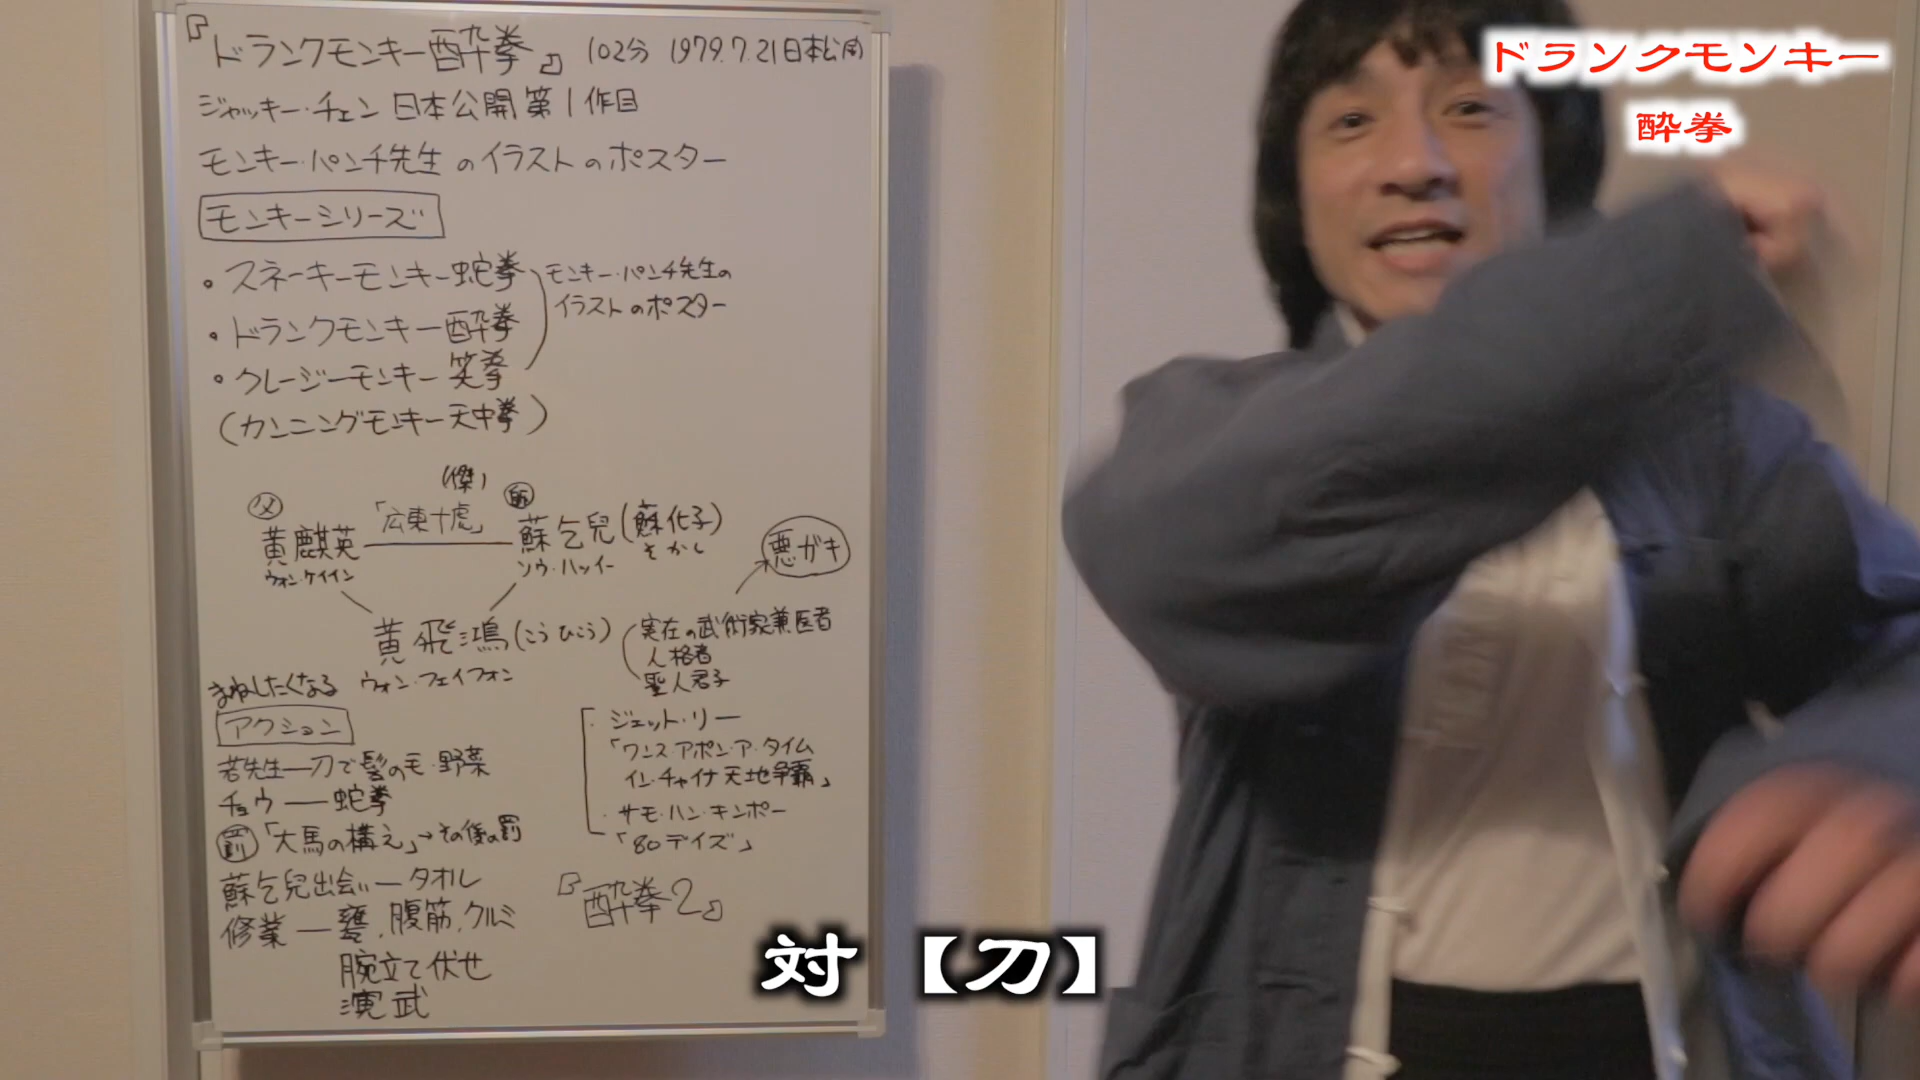 『ドランクモンキー酔拳』 102分 1979.7.21日本公開
ジャッキー・チェン 日本公開第1作目
モンキー・パンチ先生のイラストのポスター
モンキーシリーズ
・スネーキーモンキー蛇拳
・ドランクモンキー酔拳
・クレージーモンキー笑拳
モンキー・パンチ先生の
イラストのポスター
(カンニングモンキー天中拳)
(傑)
父
「広東十虎」
師
黄麒英
ウォン・ケイイン
蘇乞兒(蘇化子)
ソウ・ハッイー
そかし
悪ガキ
黄飛鴻(こうひこう)
ウォン・フェイフォン
実在の武術家兼医者
人格者
聖人君子
まねしたくなる
アクション
若先生―刀で髪のモ・野菜
チョウ―蛇拳
罰「大馬の構え」→その後の罰
蘇乞兒出会い―タオル
修業―甕、腹筋、クルミ
腕立て伏せ
演武
・ジェット・リー
「ワンス・アポン・ア・タイム
イン・チャイナ天地争覇」
・サモ・ハン・キンポー
「80デイズ」
『酔拳2』
ドランクモンキー
酔拳
対【刀】